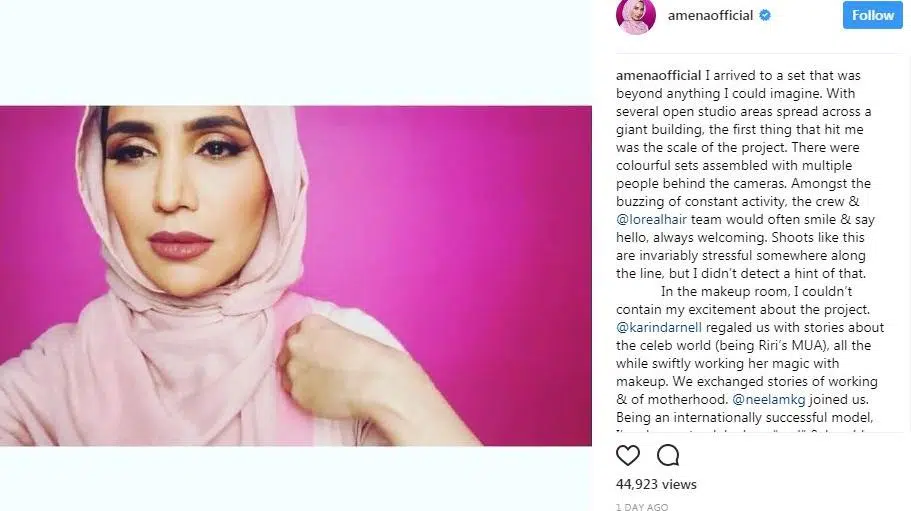 amenaofficial
Follow
amenaofficial I arrived to a set that was
beyond anything I could imagine. With
several open studio areas spread across a
giant building, the first thing that hit me
was the scale of the project. There were
colourful sets assembled with multiple
people behind the cameras. Amongst the
buzzing of constant activity, the crew &
@lorealhair team would often smile & say
hello, always welcoming. Shoots like this
are invariably stressful somewhere along
the line, but I didn't detect a hint of that.
In the makeup room, I couldn't
contain my excitement about the project.
@karindarnell regaled us with stories about
the celeb world (being Riri's MUA), all the
while swiftly working her magic with
makeup. We exchanged stories of working
& of motherhood. @neelamkg joined us.
Being an internationally successful model,
44,923 views
1 DAY AGO